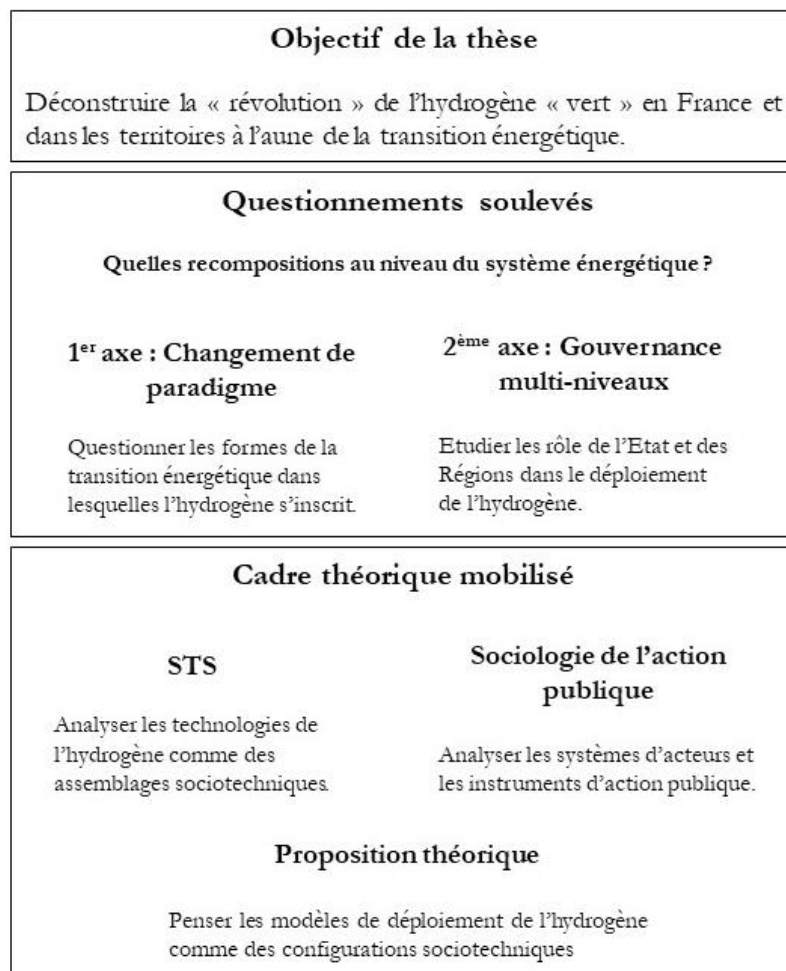 Objectif de la thèse
Déconstruire la « révolution » de l'hydrogène « vert » en France et
dans les territoires à l'aune de la transition énergétique.
Questionnements soulevés
Quelles recompositions au niveau du système énergétique ?
1er axe : Changement de
paradigme
Questionner les formes de la
transition énergétique dans
lesquelles l'hydrogène s'inscrit.
2ème axe : Gouvernance
multi-niveaux
Etudier les rôle de l'Etat et des
Régions dans le déploiement
de l'hydrogène.
Cadre théorique mobilisé
STS
Analyser les technologies de
l'hydrogène comme des
assemblages sociotechniques.
Sociologie de l'action
publique
Analyser les systèmes d'acteurs et
les instruments d'action publique.
Proposition théorique
Penser les modèles de déploiement de l'hydrogène
comme des configurations sociotechniques